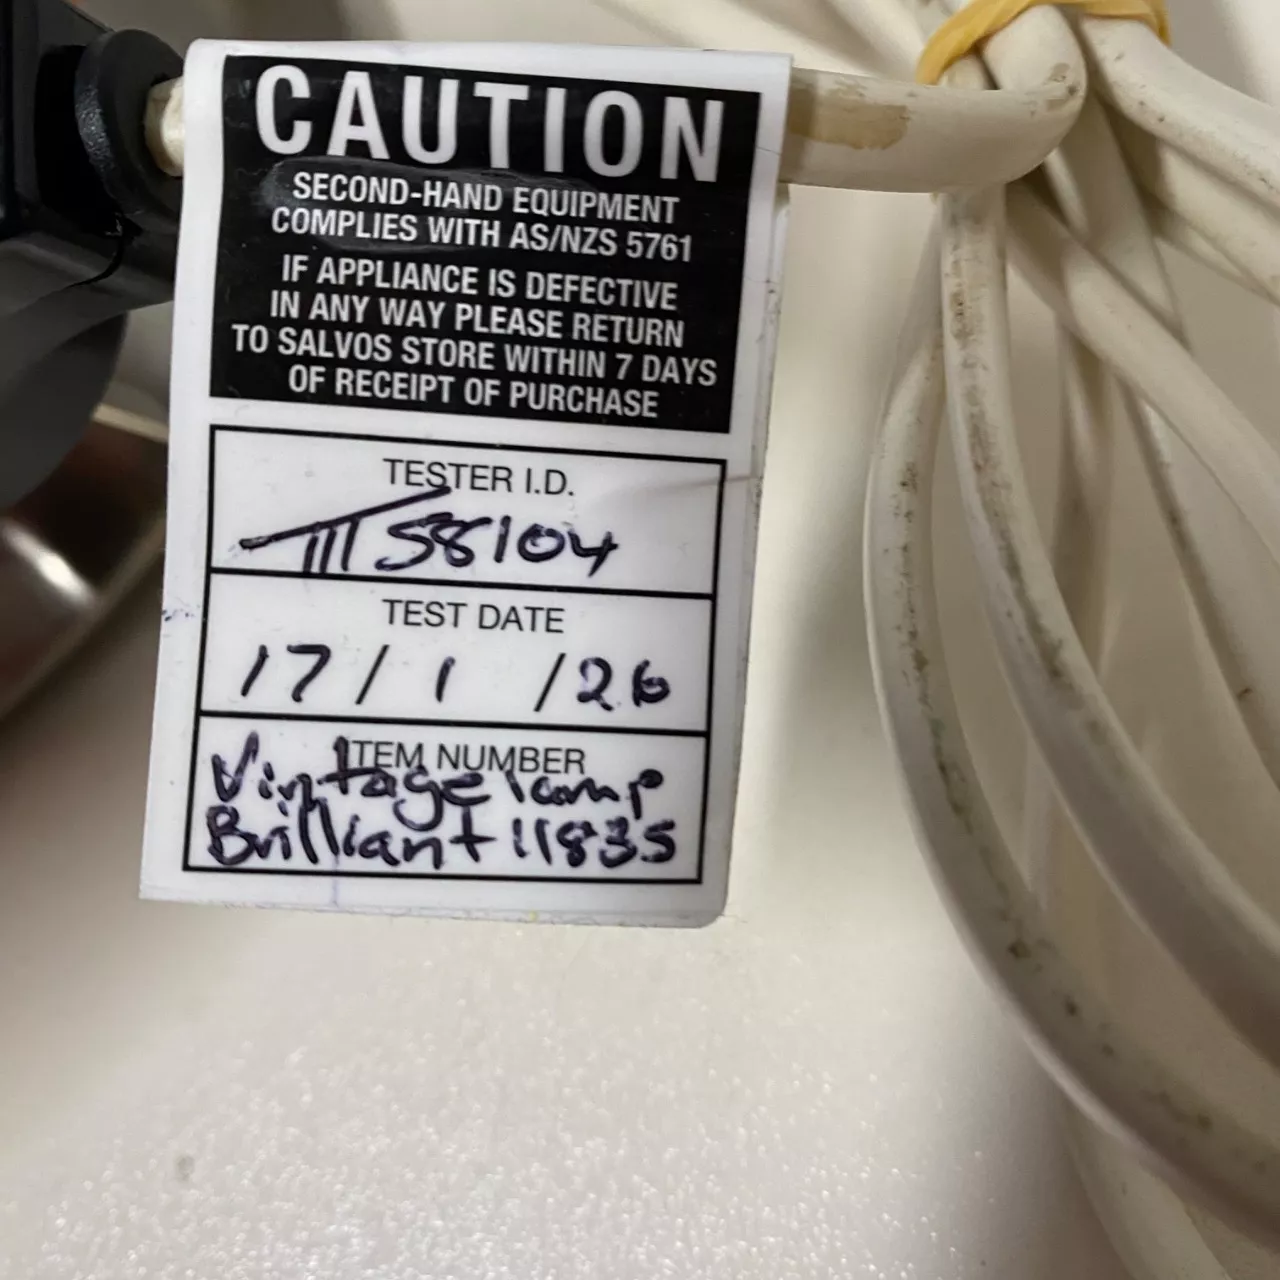 CAUTION
SECOND-HAND EQUIPMENT
COMPLIES WITH AS/NZS 5761
IF APPLIANCE IS DEFECTIVE
IN ANY WAY PLEASE RETURN
TO SALVOS STORE WITHIN 7 DAYS
OF RECEIPT OF PURCHASE
TESTER I.D.
S8104
TEST DATE
17/1/26
ITEM NUMBER
Vintage lamp
Brilliant 11835